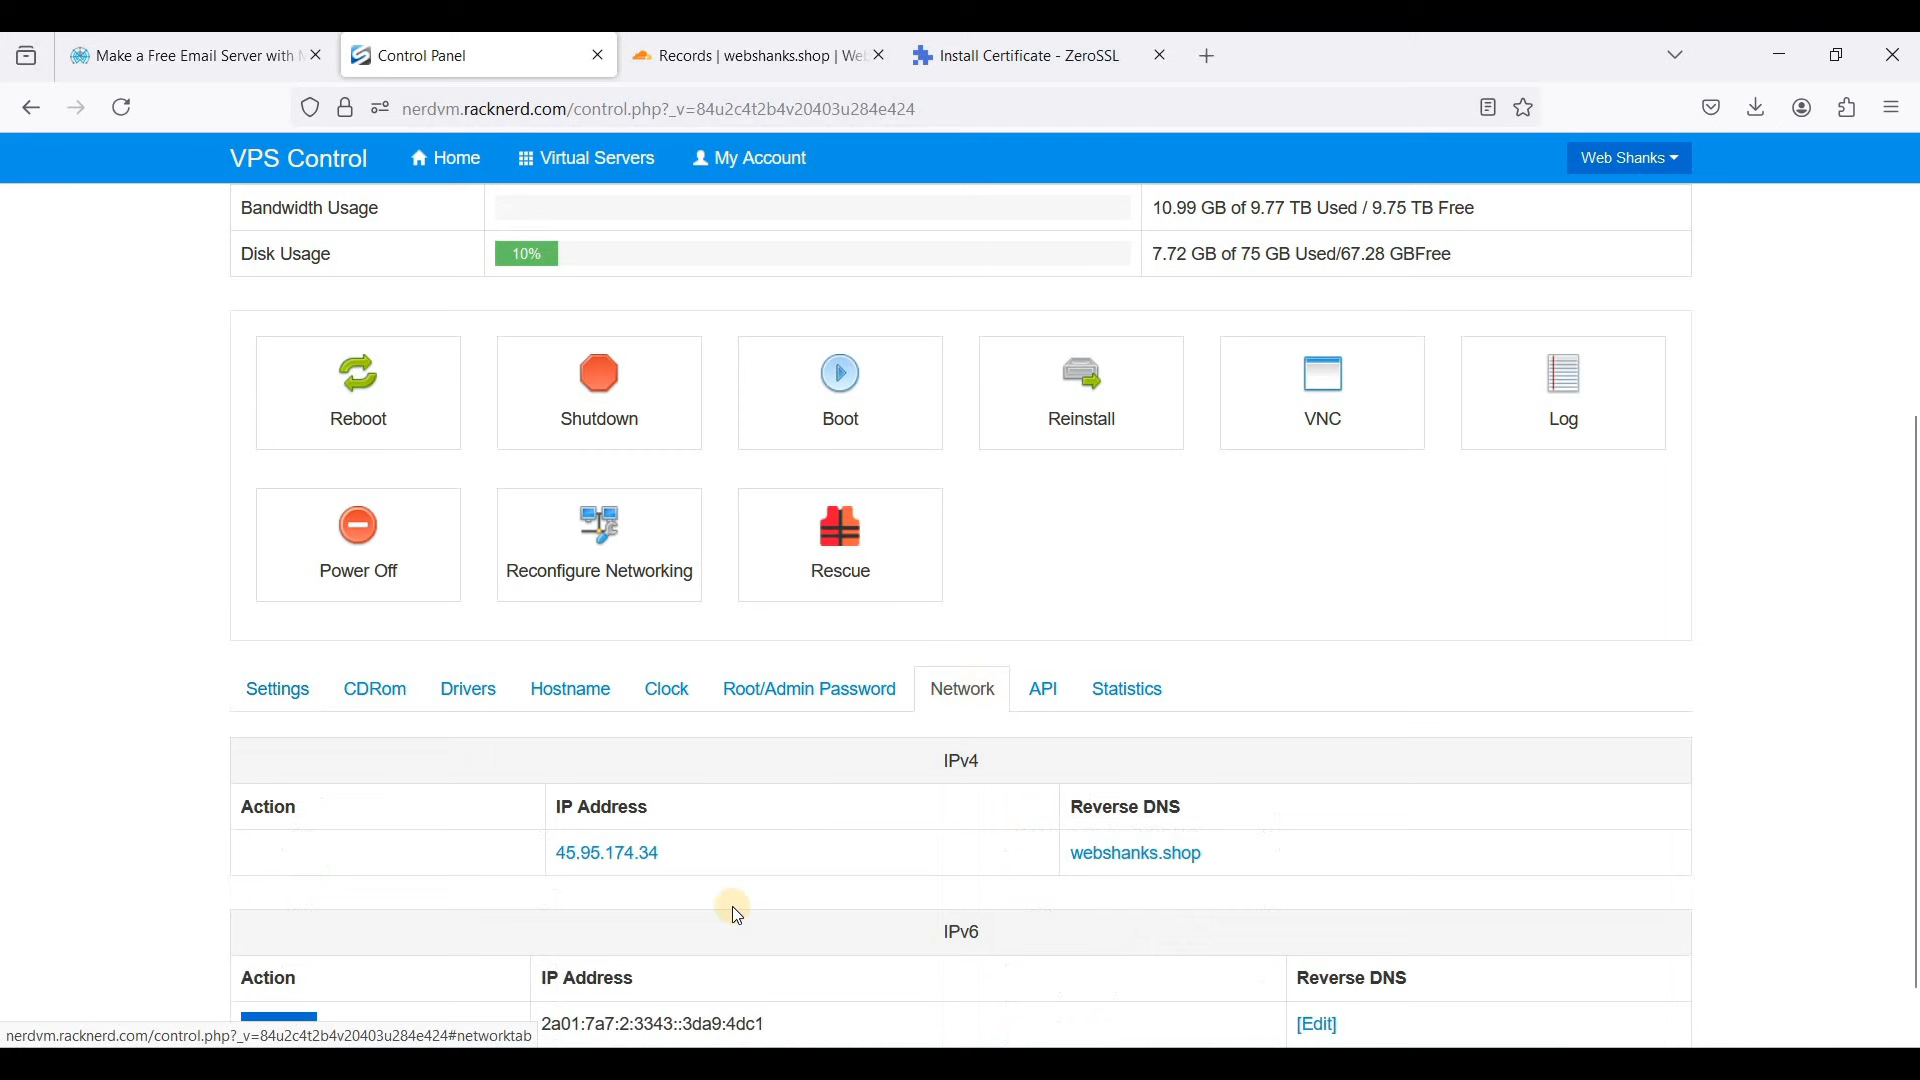 Make a Free Email Server with
Control Panel
Records | webshanks.shop | We
Install Certificate - ZeroSSL
nerdvm.racknerd.com/control.php?_v=84u2c4t2b4v20403u284e424
VPS Control
Home
Virtual Servers
My Account
Web Shanks
Bandwidth Usage
10.99 GB of 9.77 TB Used / 9.75 TB Free
Disk Usage
10%
7.72 GB of 75 GB Used/67.28 GBFree
Reboot
Shutdown
Boot
Reinstall
VNC
Log
Power Off
Reconfigure Networking
Rescue
Settings
CDRom
Drivers
Hostname
Clock
Root/Admin Password
Network
API
Statistics
IPv4
Action
IP Address
Reverse DNS
45.95.174.34
webshanks.shop
IPv6
Action
IP Address
Reverse DNS
2a01:7a7:2:3343::3da9:4dc1
[Edit]
nerdvm.racknerd.com/control.php?_v=84u2c4t2b4v20403u284e424#networktab